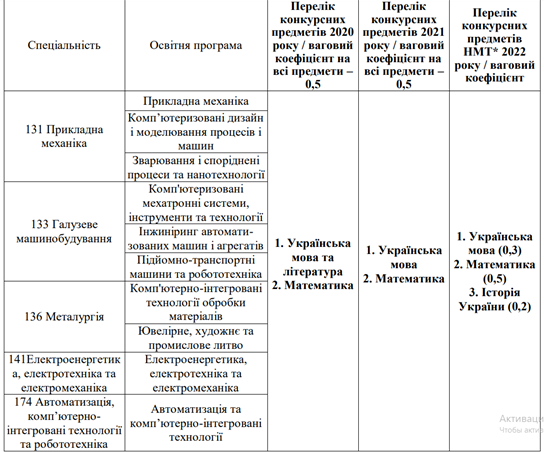 Спеціальність
Освітня програма
Перелік
конкурсних
предметів 2020
року / ваговий
коефіцієнт на
всі предмети –
0,5
Перелік
конкурсних
предметів 2021
року / ваговий
коефіцієнт на
всі предмети –
0,5
Перелік
конкурсних
предметів
НМТ* 2022
року / ваговий
коефіцієнт
131 Прикладна
механіка
Прикладна механіка
Комп’ютеризовані дизайн
і моделювання процесів і
машин
Зварювання і споріднені
процеси та нанотехнології
133 Галузеве
машинобудування
Комп'ютеризовані
мехатронні системи,
інструменти та технології
Інжиніринг автомати-
зованих машин і агрегатів
Підйомно-транспортні
машини та робототехніка
136 Металургія
Комп'ютерно-інтегровані
технології обробки
матеріалів
Ювелірне, художнє та
промислове литво
141Електроенергетик
а, електротехніка та
електромеханіка
Електроенергетика,
електротехніка та
електромеханіка
174 Автоматизація,
комп’ютерно-
інтегровані технології
та робототехніка
Автоматизація та
комп’ютерно-інтегровані
технології
1. Українська
мова та
література
2. Математика
1. Українська
мова
2. Математика
1. Українська
мова (0,3)
2. Математика
(0,5)
3. Історія
України (0,2)
Активаци
Чтобы актив